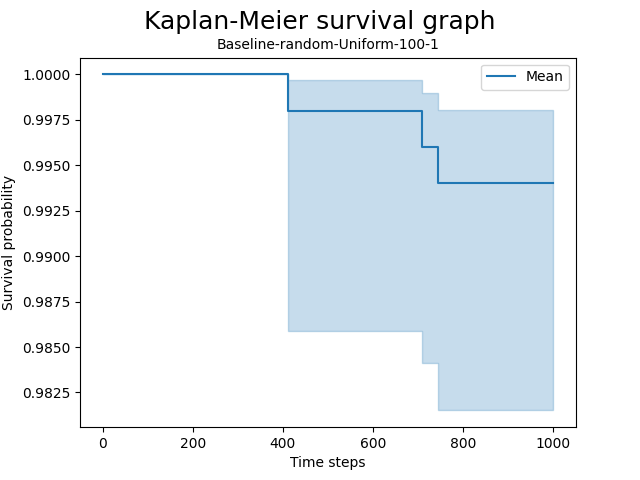 Kaplan-Meier survival graph
Baseline-random-Uniform-100-1
Mean
Survival probability
1.0000
0.9975
0.9950
0.9925
0.9900
0.9875
0.9850
0.9825
0
200
400
600
800
1000
Time steps